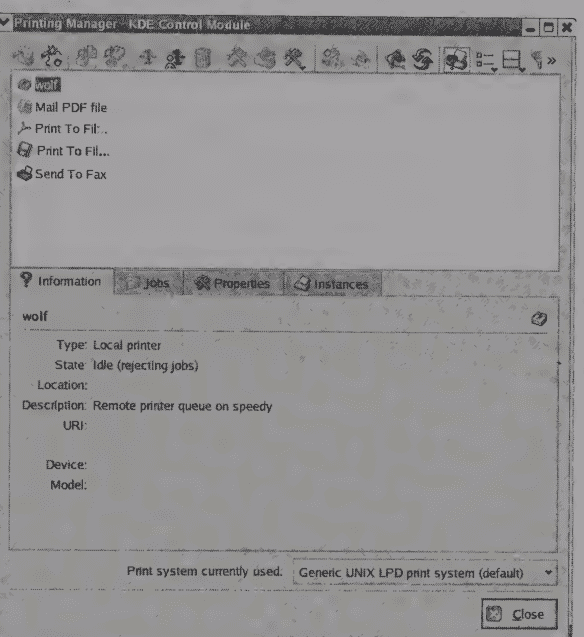 Printing Manager - KDE Control Module
wolf
Mail PDF file
Print To Fil...
Print To Fil...
Send To Fax
Information Jobs Properties Instances
wolf
Type: Local printer
State: Idle (rejecting jobs)
Location:
Description: Remote printer queue on speedy
URI:
Device:
Model:
Print system currently used: Generic UNIX LPD print system (default)
Close